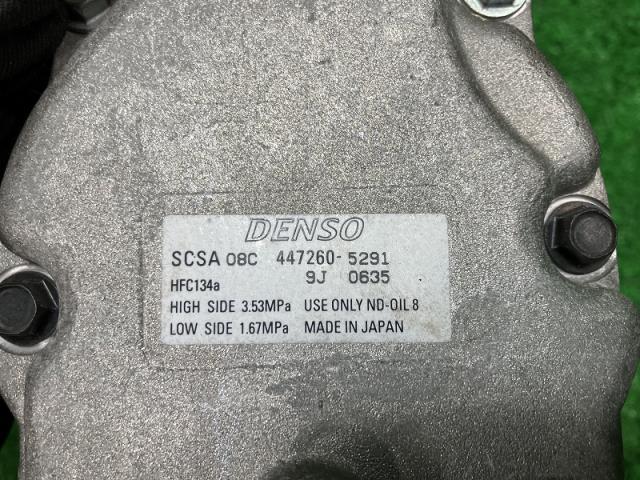 DENSO
SCSA 08C 447260-5291
9J 0635
HFC134a
HIGH SIDE 3.53MPa USE ONLY ND-OIL 8
LOW SIDE 1.67MPa MADE IN JAPAN